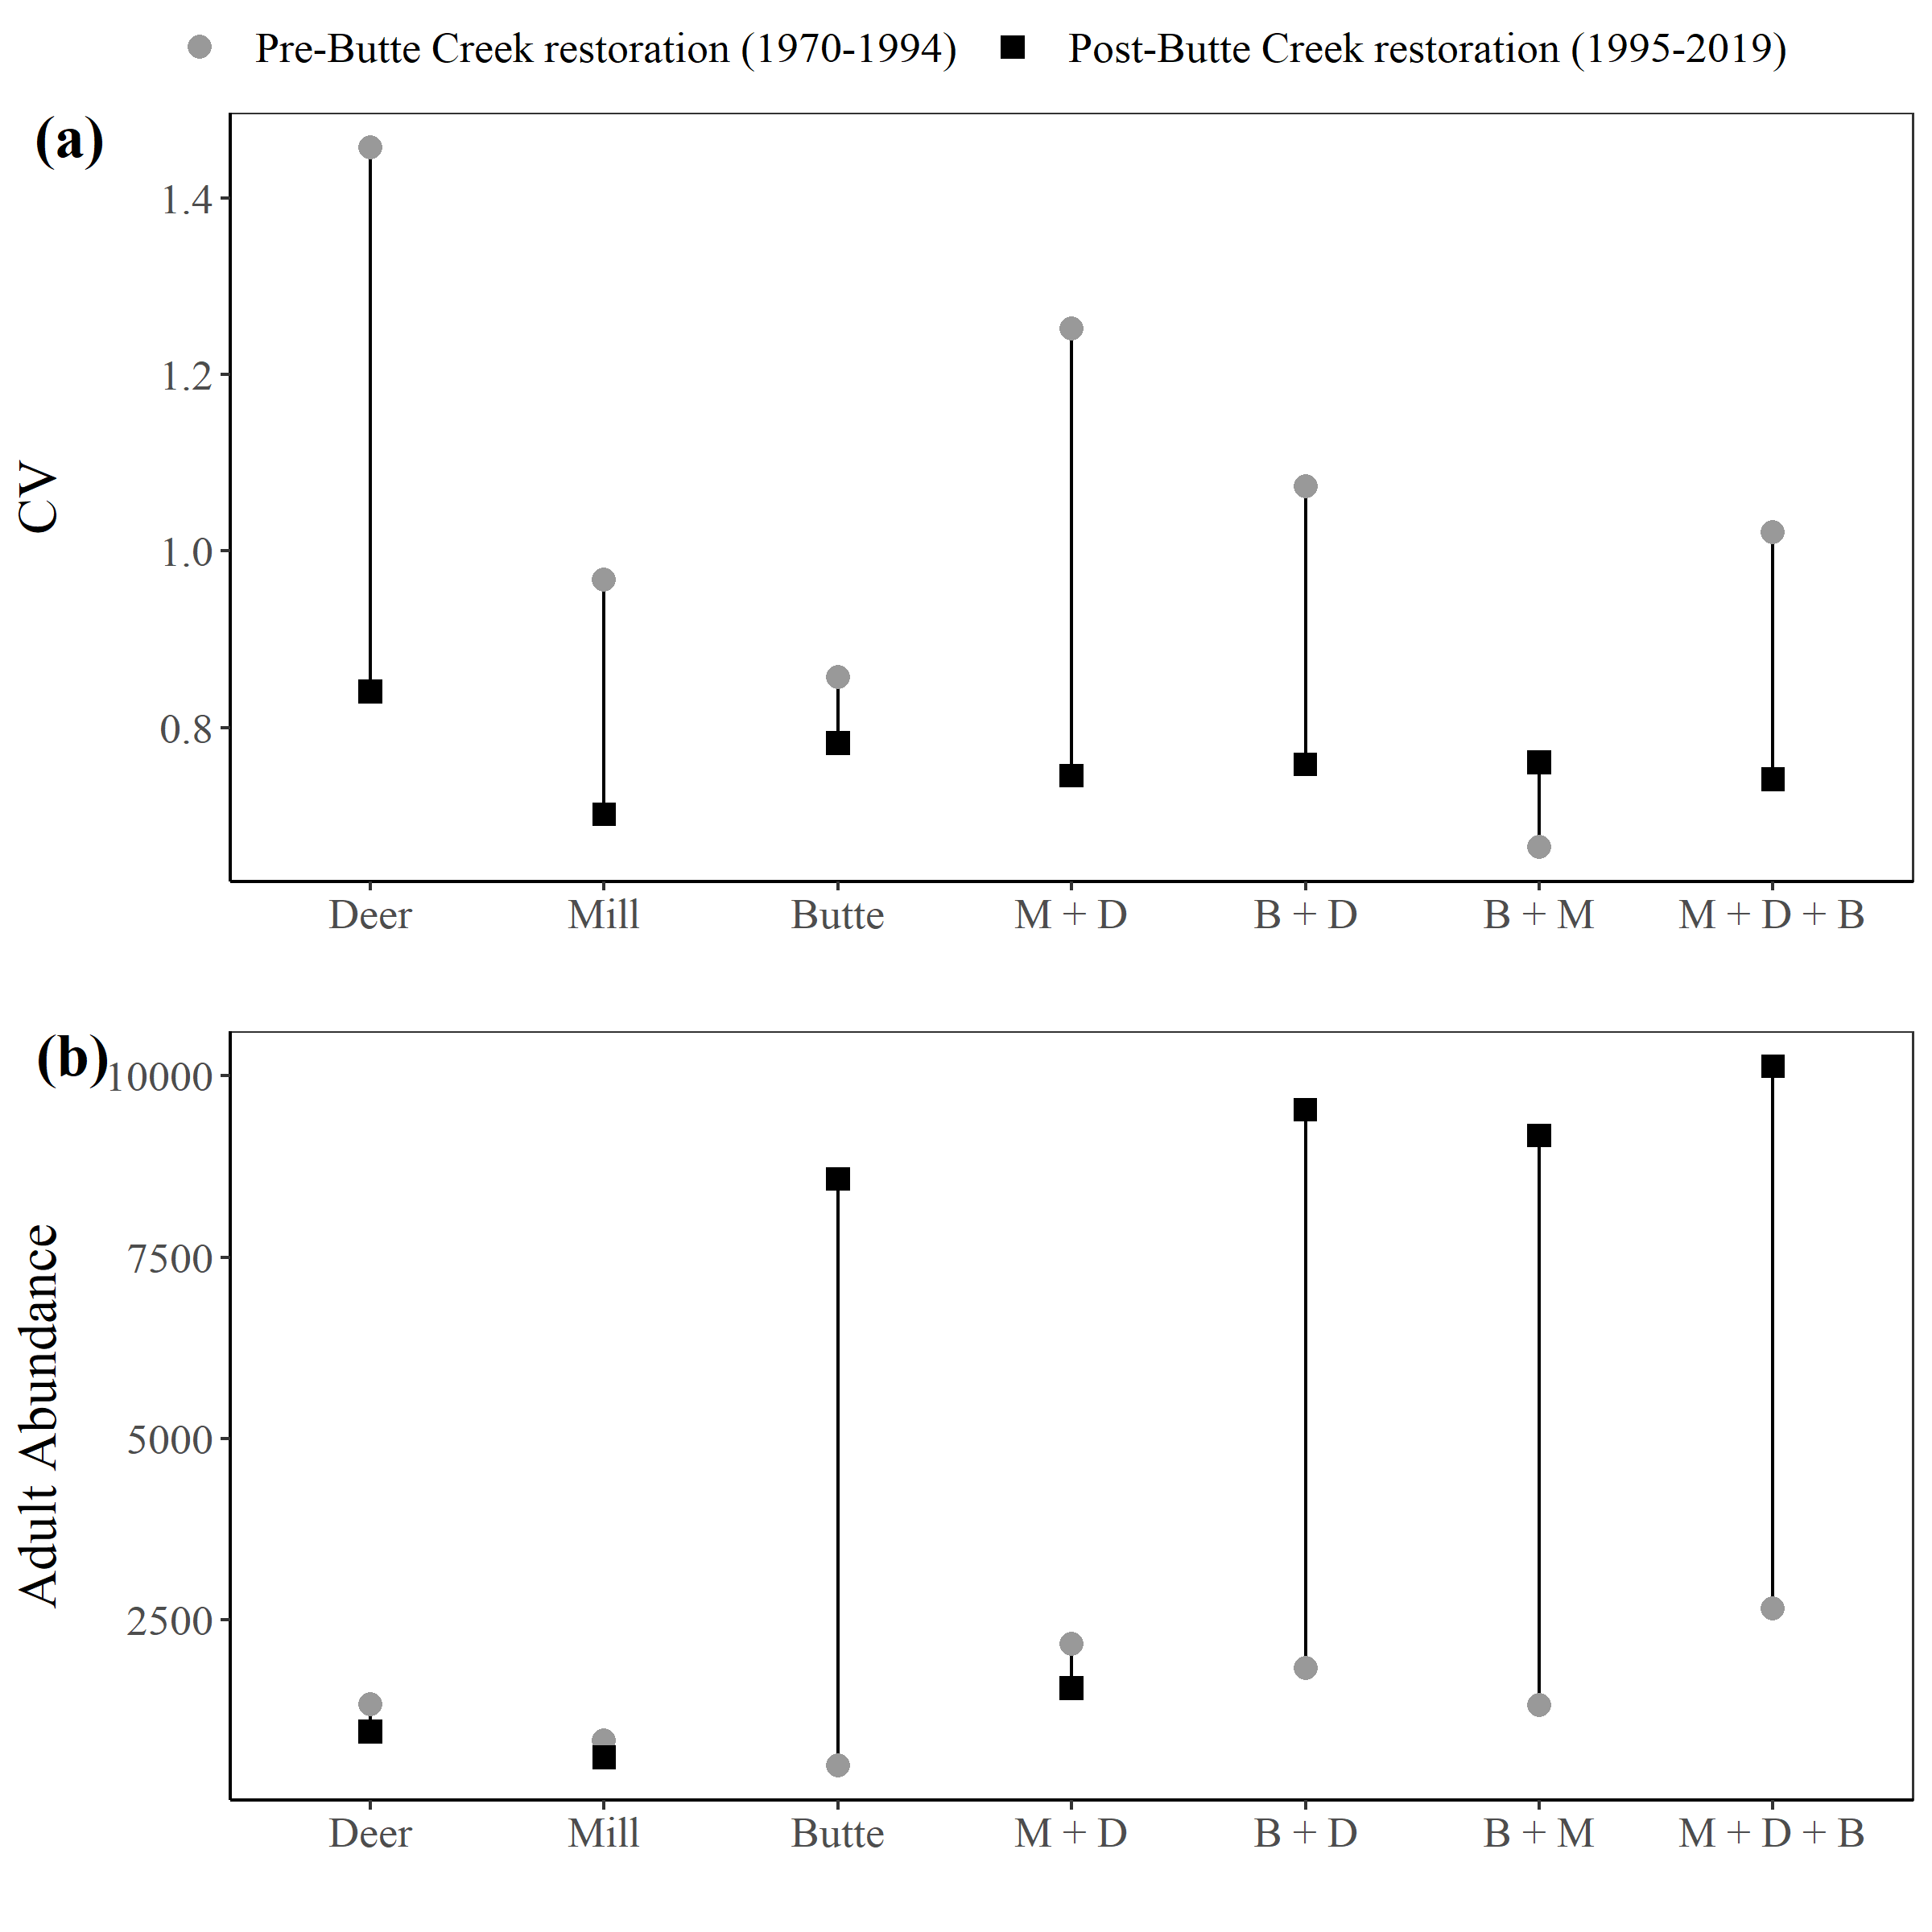 Pre-Butte Creek restoration (1970-1994) Post-Butte Creek restoration (1995-2019)
(a)
CV
1.4
1.2
1.0
0.8
Deer Mill Butte M + D B + D B + M M + D + B
(b)
Adult Abundance
10000
7500
5000
2500
Deer Mill Butte M + D B + D B + M M + D + B